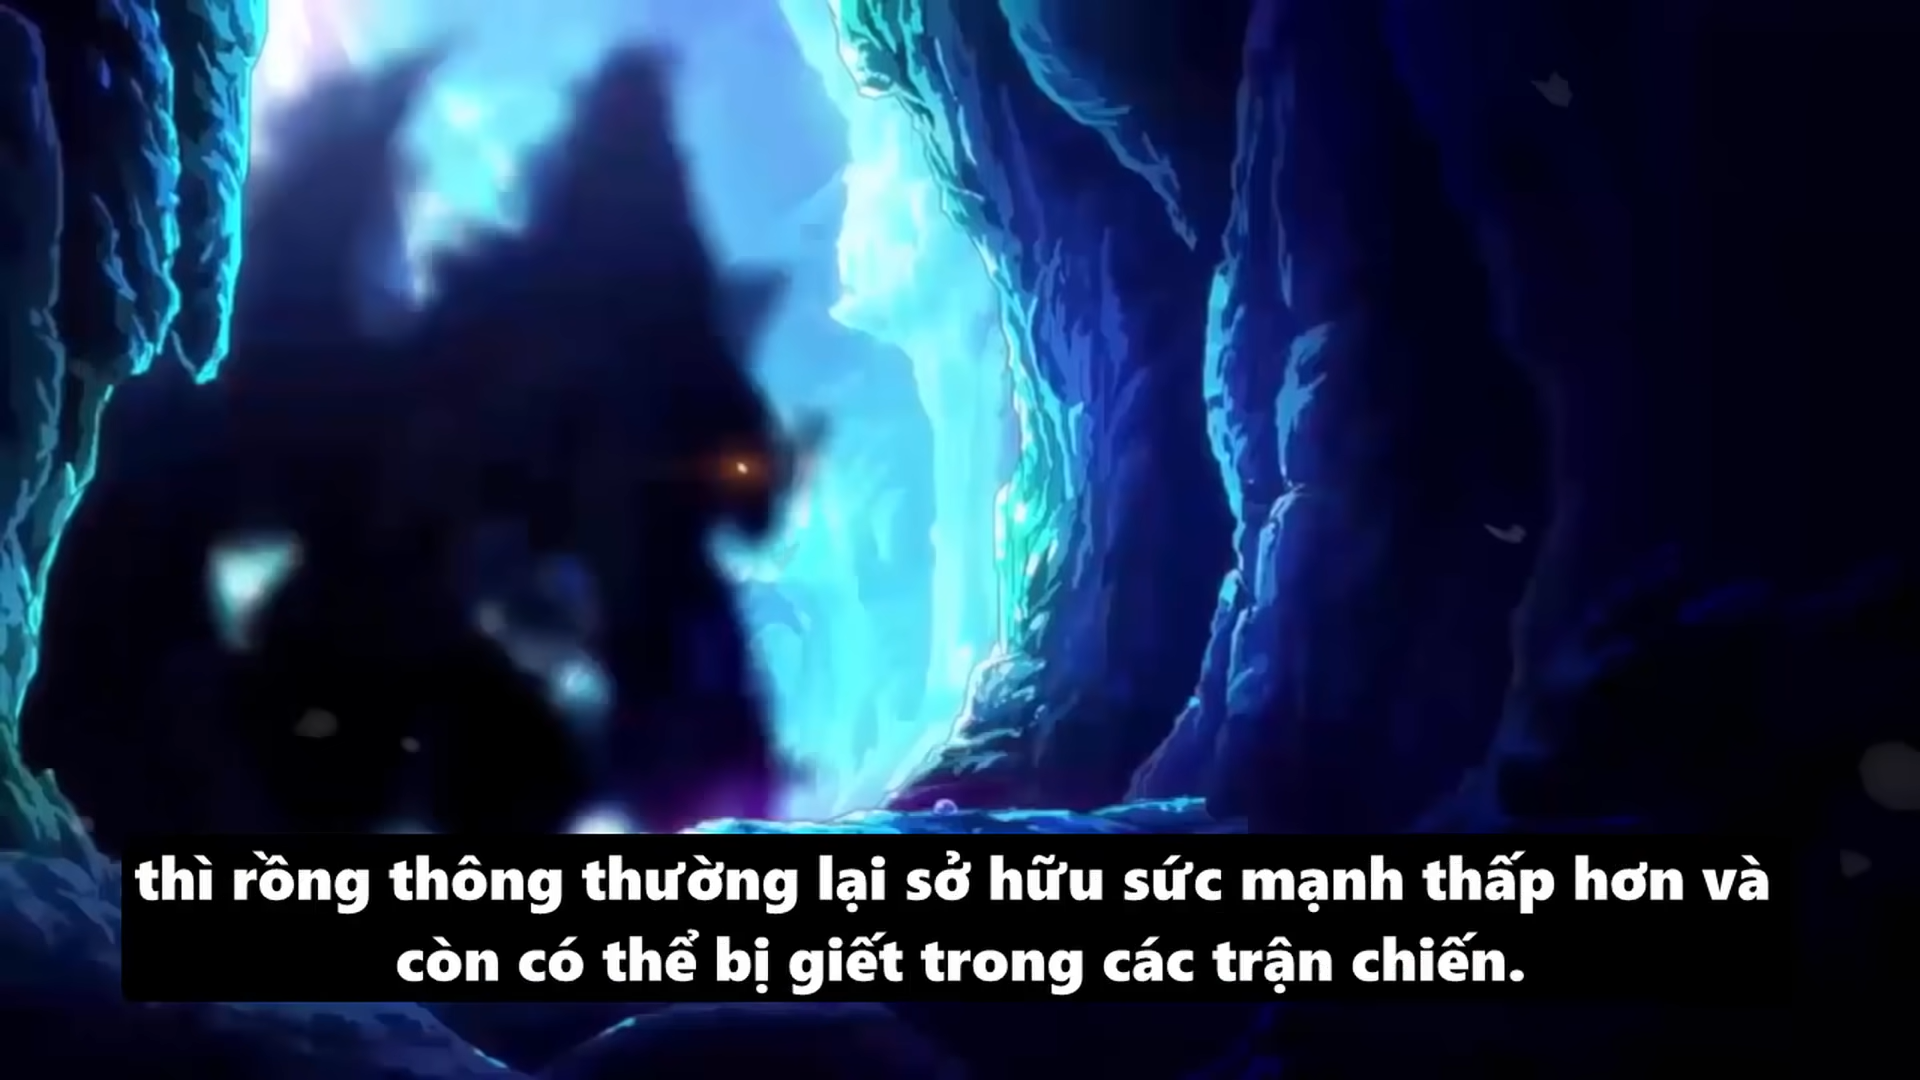 thì rồng thông thường lại sở hữu sức mạnh thấp hơn và
còn có thể bị giết trong các trận chiến.